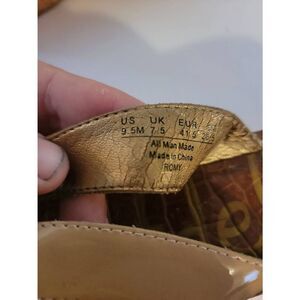 US UK EUR
9.5M 7.5 41.5
All Man Made
Made in China
ROMY